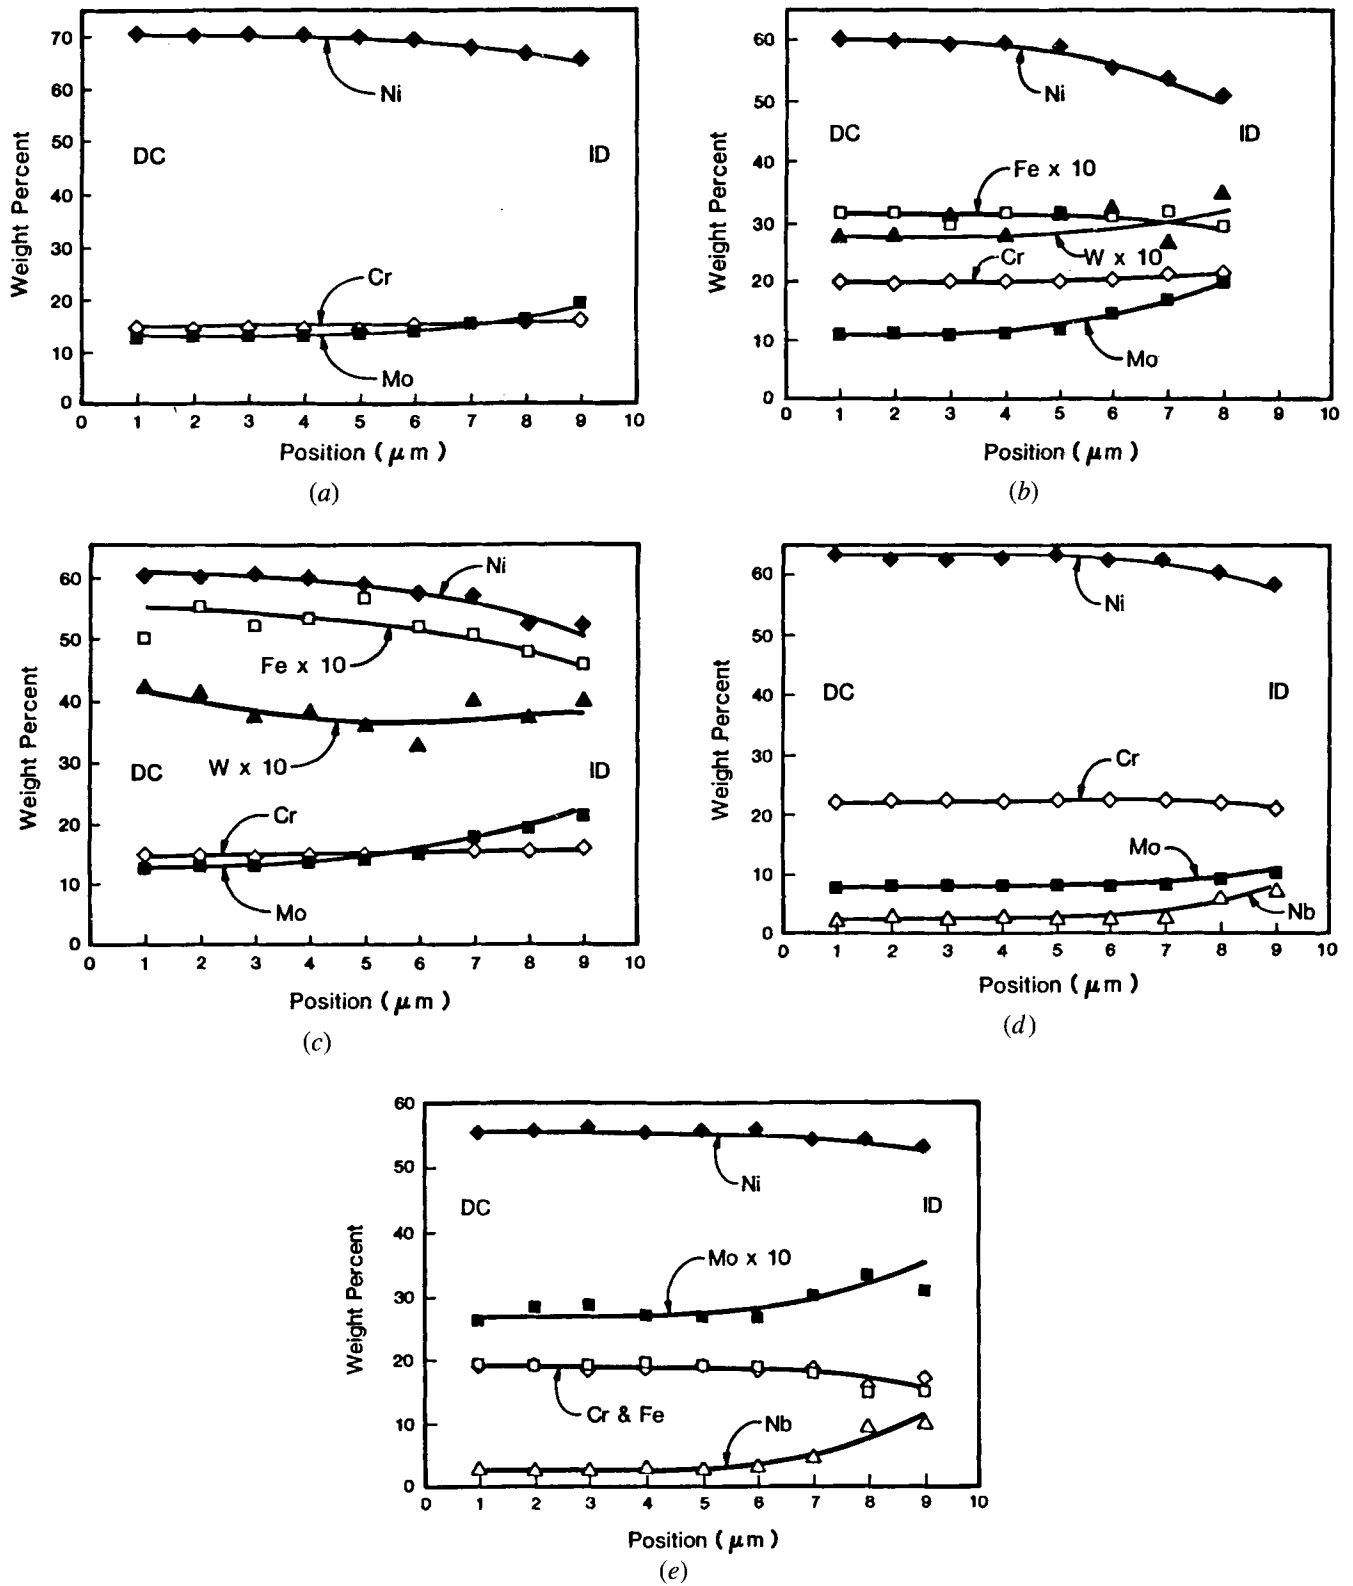 70
60
50
40
30
20
10
0
Weight Percent
Ni
DC
ID
Cr
Mo
0 1 2 3 4 5 6 7 8 9 10
Position ( μm )
(a)
60
50
40
30
20
10
0
Weight Percent
Ni
DC
ID
Fe x 10
W x 10
Cr
Mo
0 1 2 3 4 5 6 7 8 9 10
Position ( μm )
(b)
60
50
40
30
20
10
0
Weight Percent
Ni
Fe x 10
W x 10
DC
ID
Cr
Mo
0 1 2 3 4 5 6 7 8 9 10
Position ( μm )
(c)
60
50
40
30
20
10
0
Weight Percent
Ni
DC
ID
Cr
Mo
Nb
0 1 2 3 4 5 6 7 8 9 10
Position ( μm )
(d)
60
50
40
30
20
10
0
Weight Percent
Ni
DC
ID
Mo x 10
Cr & Fe
Nb
0 1 2 3 4 5 6 7 8 9 10
Position ( μm )
(e)